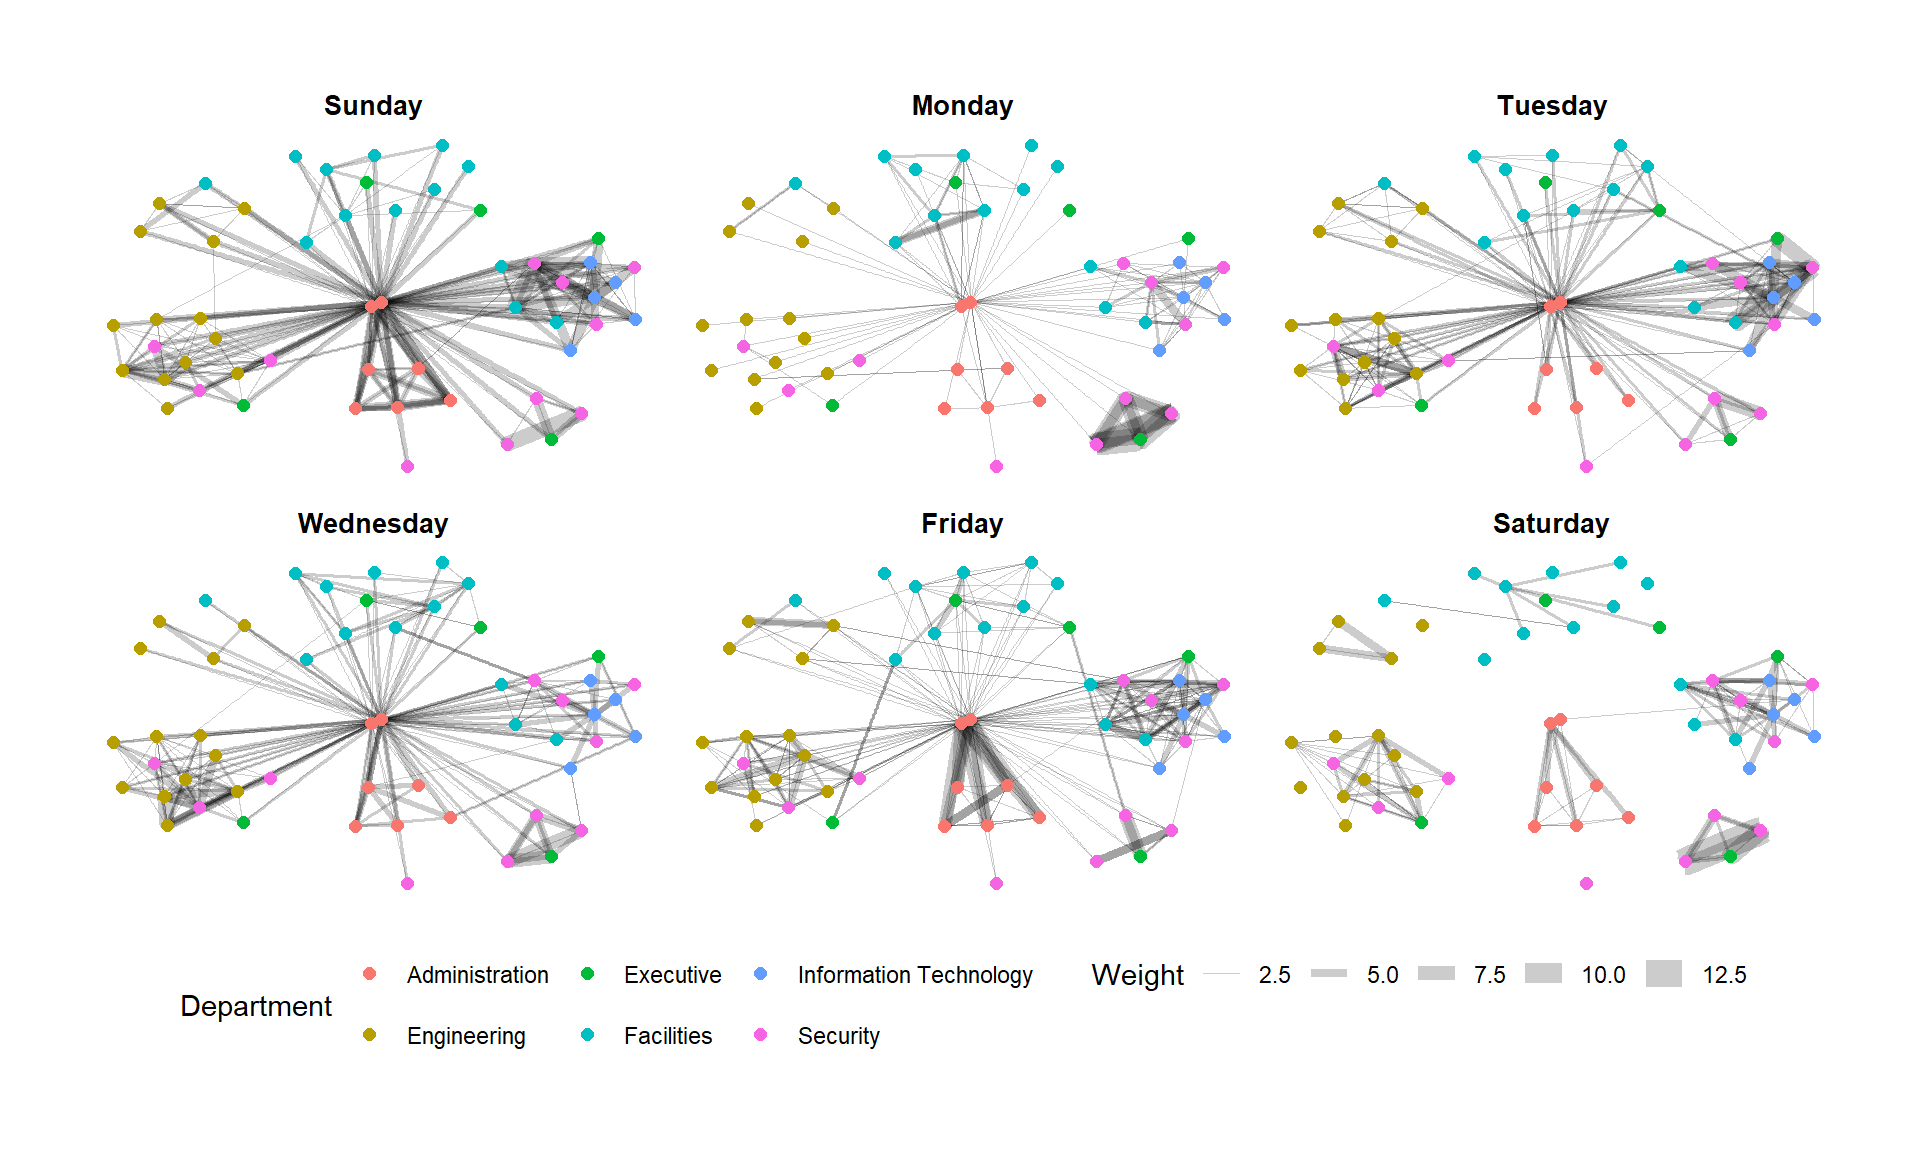 Sunday
Monday
Tuesday
Wednesday
Friday
Saturday
Department
Administration
Executive
Information Technology
Engineering
Facilities
Security
Weight
2.5
5.0
7.5
10.0
12.5